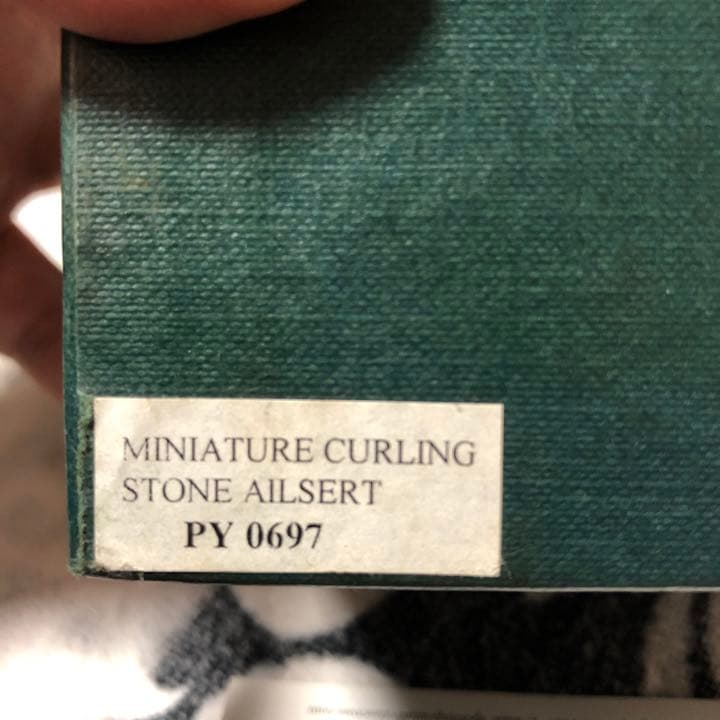 MINIATURE CURLING
STONE AILSERT
PY 0697